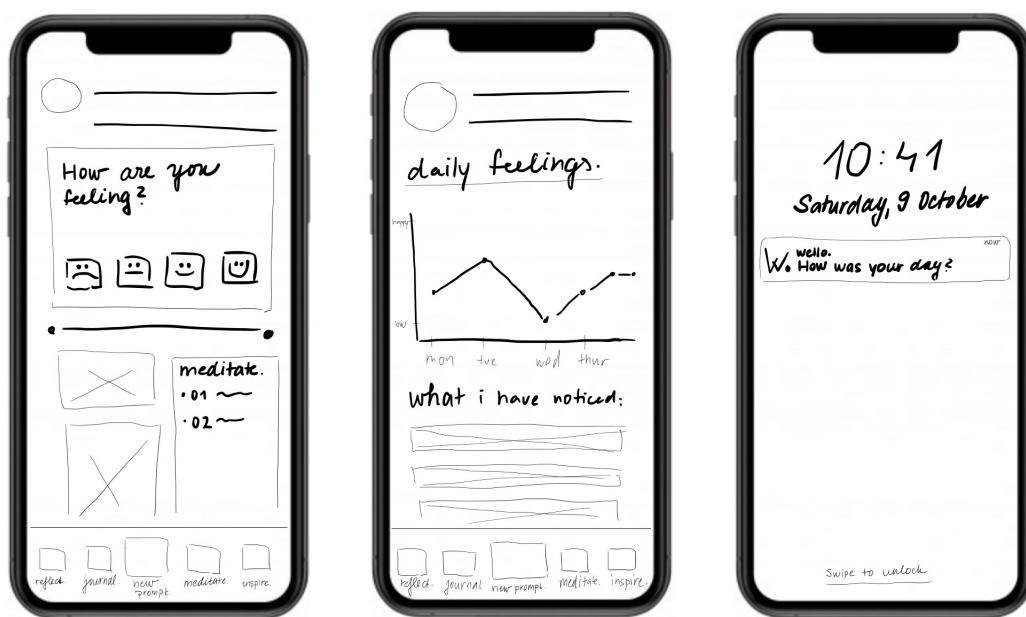 How are you
feeling?
meditate.
• 01
• 02
reflect.
journal.
new
prompt.
meditate.
inspire.
daily feelings.
happy
low
mon tue wed thur
what i have noticed:
reflect.
journal
new prompt.
meditate.
inspire.
10:41
Saturday, 9 October
now
W. wello.
How was your day?
Swipe to unlock